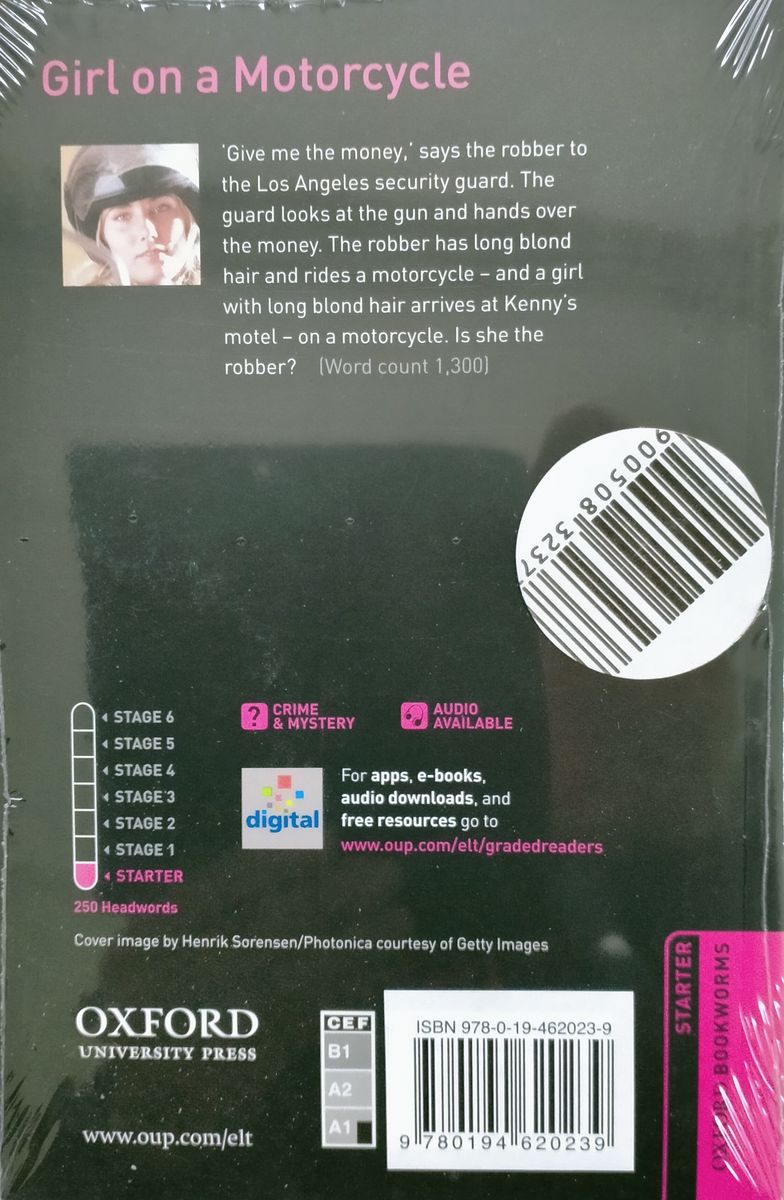 Girl on a Motorcycle
'Give me the money,' says the robber to
the Los Angeles security guard. The
guard looks at the gun and hands over
the money. The robber has long blond
hair and rides a motorcycle – and a girl
with long blond hair arrives at Kenny's
motel – on a motorcycle. Is she the
robber? (Word count 1,300)
STAGE 6
STAGE 5
STAGE 4
STAGE 3
STAGE 2
STAGE 1
STARTER
250 Headwords
?
CRIME
& MYSTERY
AUDIO
AVAILABLE
digital
For apps, e-books,
audio downloads, and
free resources go to
www.oup.com/elt/gradedreaders
Cover image by Henrik Sorensen/Photonica courtesy of Getty Images
OXFORD
UNIVERSITY PRESS
www.oup.com/elt
CEF
B1
A2
A1
ISBN 978-0-19-462023-9
9 780194 620239
STARTER
OXFORD BOOKWORMS